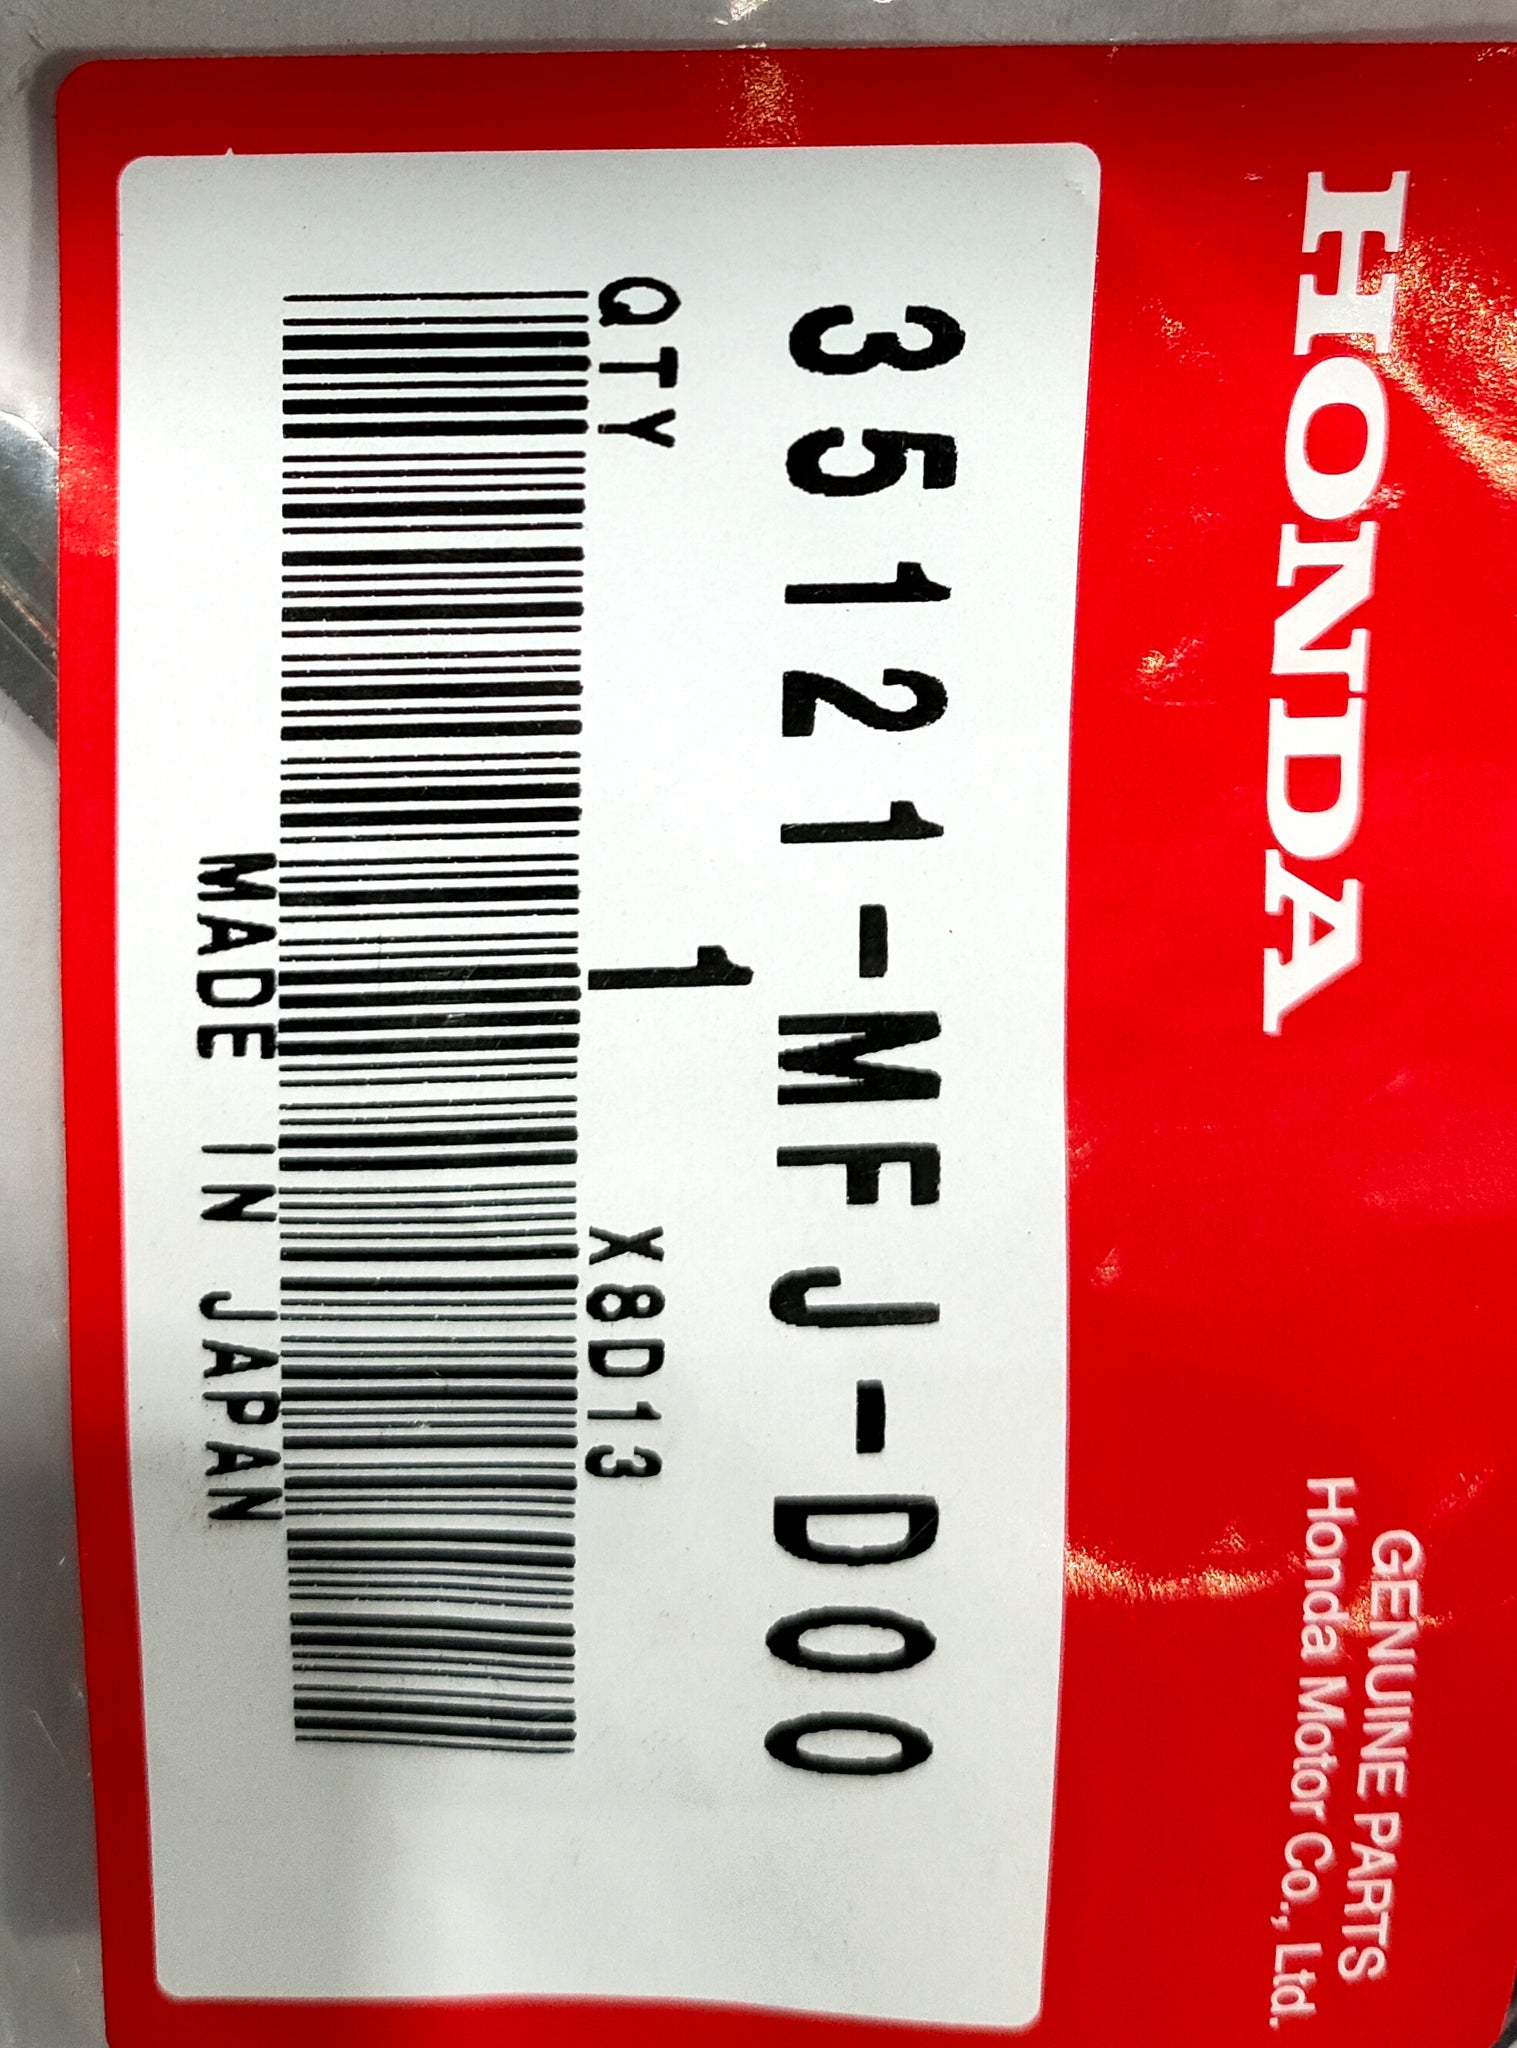 HONDA
GENUINE PARTS
Honda Motor Co., Ltd.
35121-MFJ-D00
QTY 1 X8D13
MADE IN JAPAN